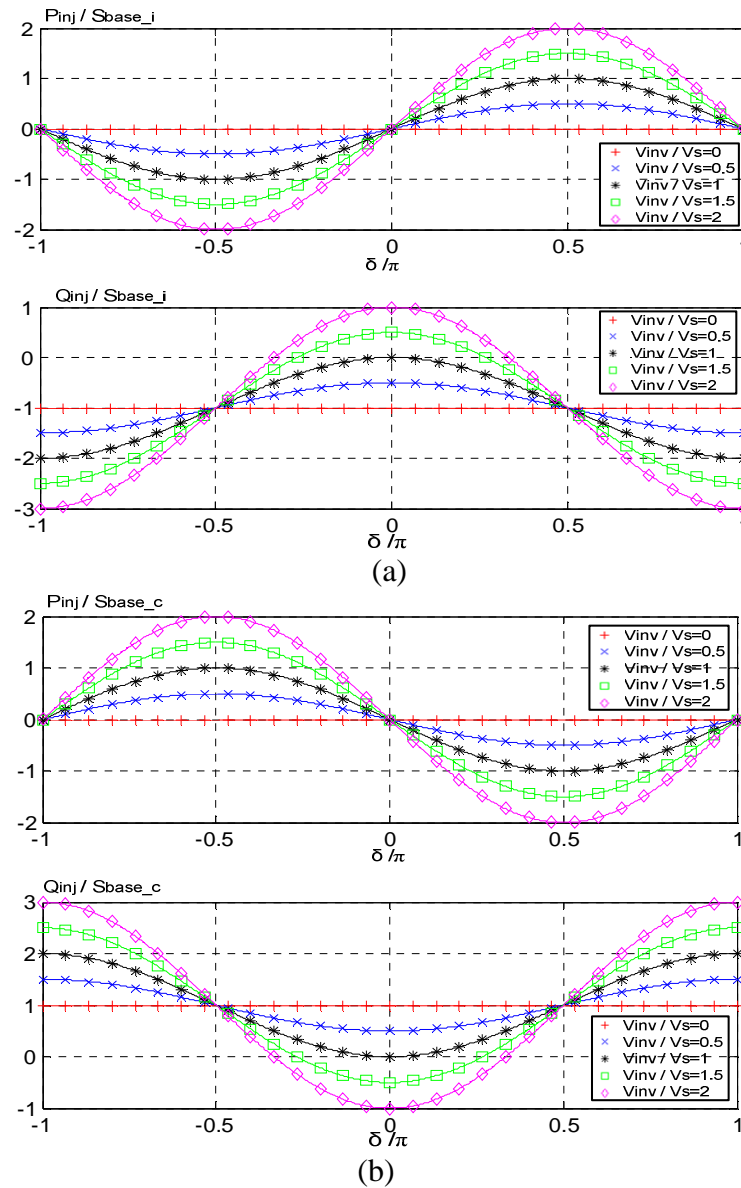 Pinj / Sbase_i
2
1
0
-1
-2
Vinv / Vs=0
Vinv / Vs=0.5
Vinv / Vs=1
Vinv / Vs=1.5
Vinv / Vs=2
-1 -0.5 0 0.5 1
δ/π
Qinj / Sbase_i
1
0
-1
-2
-3
Vinv / Vs=0
Vinv / Vs=0.5
Vinv / Vs=1
Vinv / Vs=1.5
Vinv / Vs=2
-1 -0.5 0 0.5 1
δ/π
(a)
Pinj / Sbase_c
2
1
0
-1
-2
Vinv / Vs=0
Vinv / Vs=0.5
Vinv / Vs=1
Vinv / Vs=1.5
Vinv / Vs=2
-1 -0.5 0 0.5 1
δ/π
Qinj / Sbase_c
3
2
1
0
-1
Vinv / Vs=0
Vinv / Vs=0.5
Vinv / Vs=1
Vinv / Vs=1.5
Vinv / Vs=2
-1 -0.5 0 0.5 1
δ/π
(b)